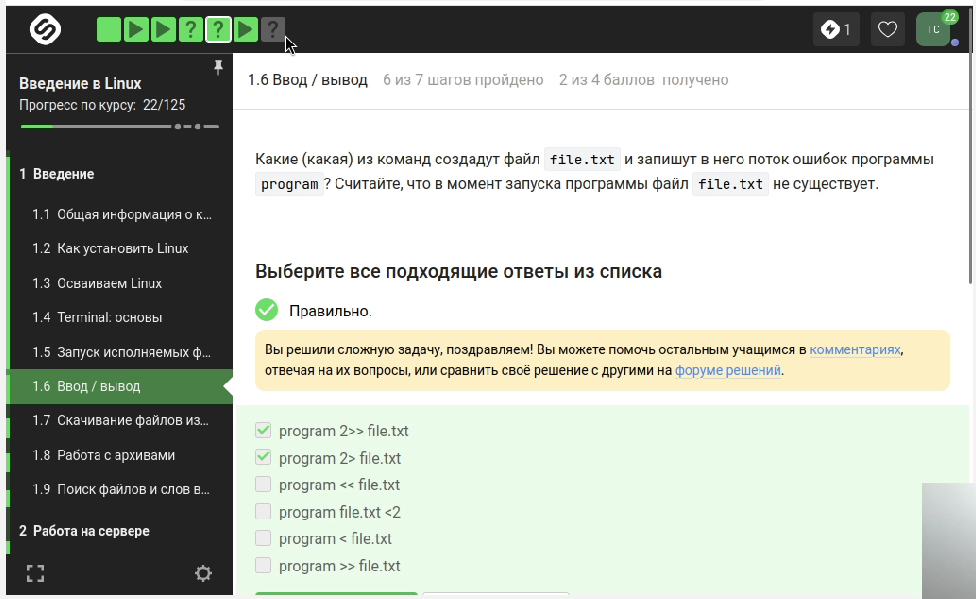 1
TC
22
Введение в Linux
Прогресс по курсу: 22/125
1 Введение
1.1 Общая информация о к...
1.2 Как установить Linux
1.3 Осваиваем Linux
1.4 Terminal: основы
1.5 Запуск исполняемых ф...
1.6 Ввод / вывод
1.7 Скачивание файлов из...
1.8 Работа с архивами
1.9 Поиск файлов и слов в...
2 Работа на сервере
1.6 Ввод / вывод 6 из 7 шагов пройдено 2 из 4 баллов получено
Какие (какая) из команд создадут файл file.txt и запишут в него поток ошибок программы
program ? Считайте, что в момент запуска программы файл file.txt не существует.
Выберите все подходящие ответы из списка
Правильно.
Вы решили сложную задачу, поздравляем! Вы можете помочь остальным учащимся в комментариях,
отвечая на их вопросы, или сравнить своё решение с другими на форуме решений.
program 2>> file.txt
program 2> file.txt
program << file.txt
program file.txt <2
program < file.txt
program >> file.txt